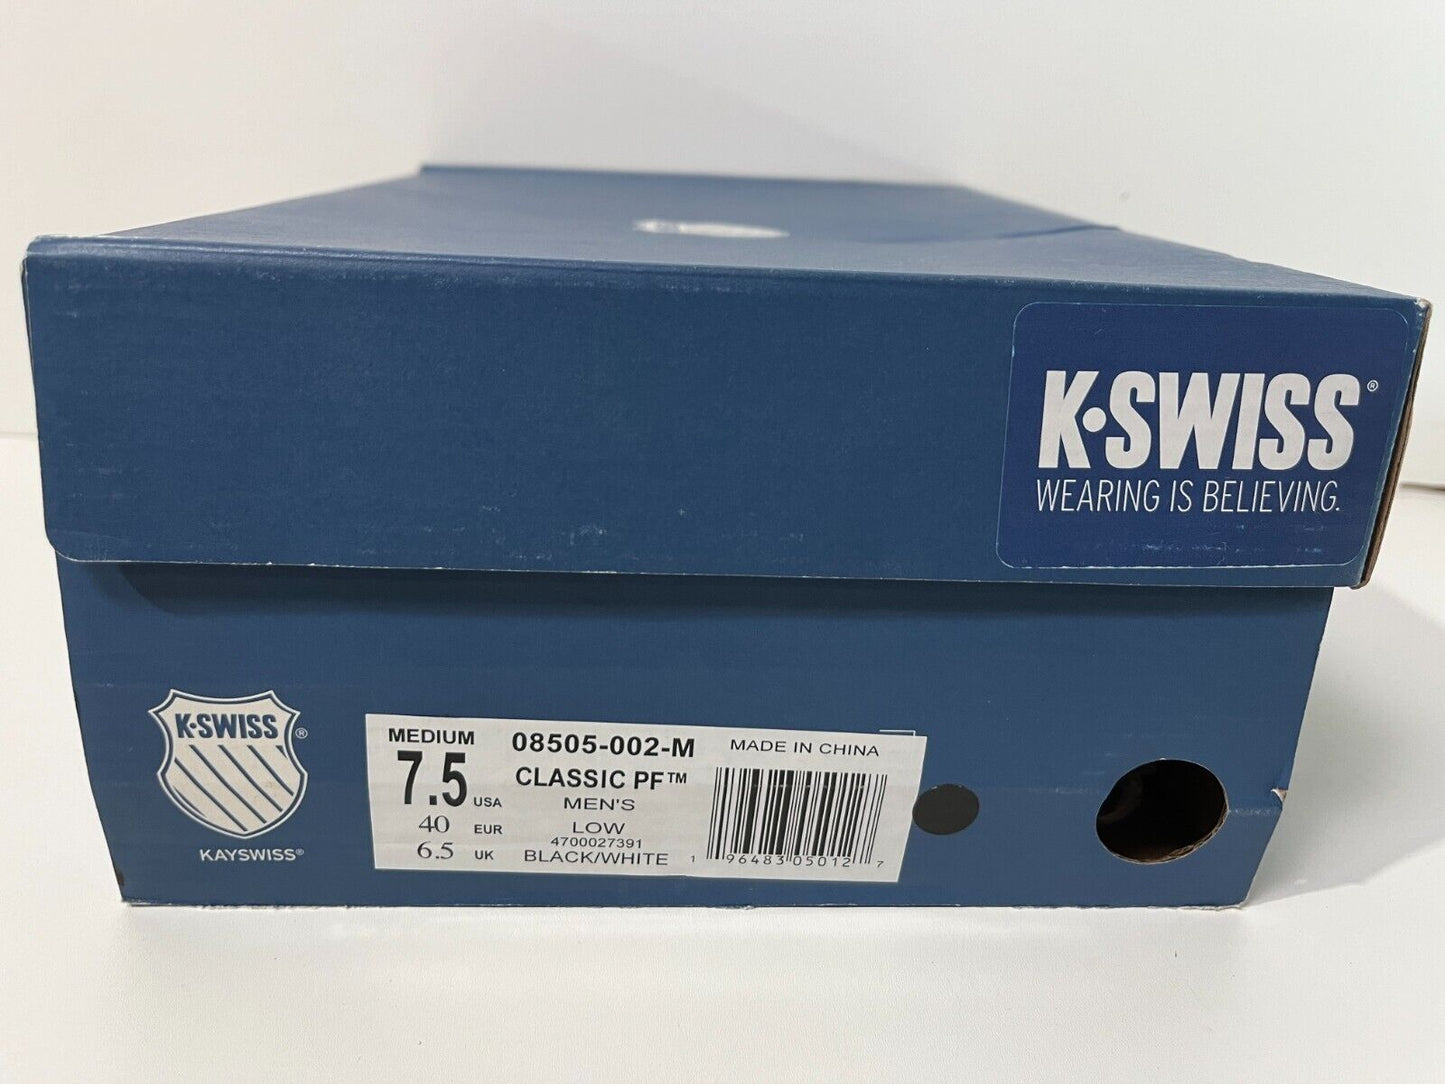 K·SWISS®
WEARING IS BELIEVING.
K·SWISS®
KAYSWISS®
MEDIUM
7.5 USA
40 EUR
6.5 UK
08505-002-M
CLASSIC PF™
MEN'S
LOW
4700027391
BLACK/WHITE
MADE IN CHINA
1 96483 05012 7